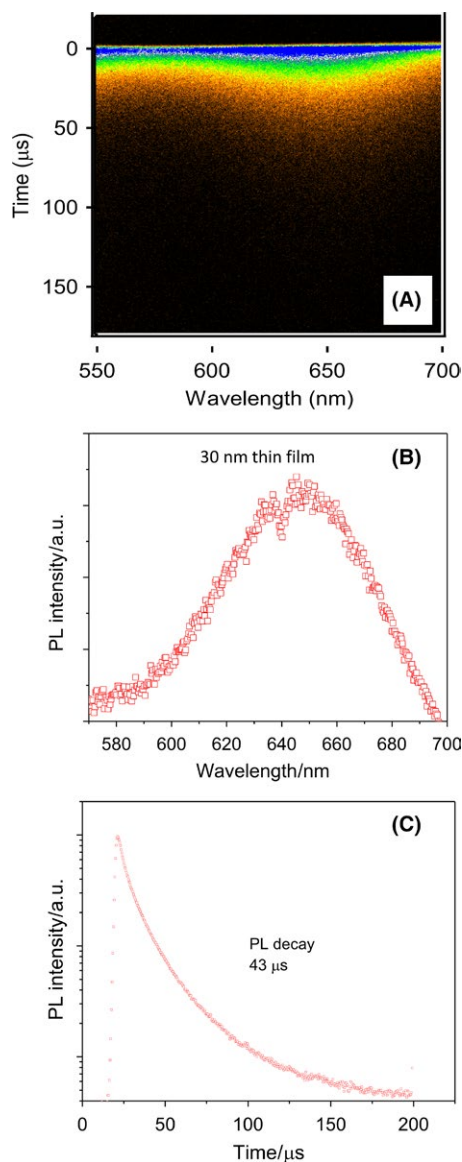 0
50
100
150
Time (μs)
(A)
550 600 650 700
Wavelength (nm)
30 nm thin film
(B)
PL intensity/a.u.
580 600 620 640 660 680 700
Wavelength/nm
(C)
PL intensity/a.u.
PL decay
43 μs
0 50 100 150 200
Time/μs